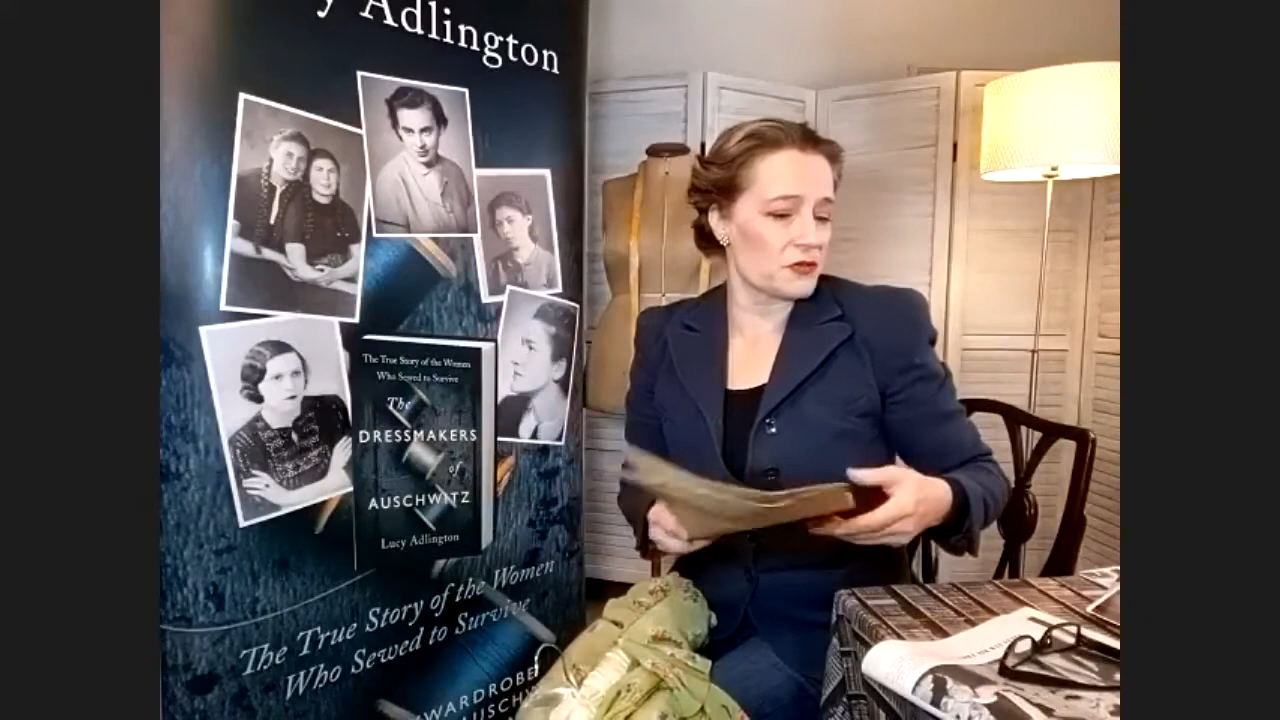 y Adlington
The True Story of the Women
Who Sewed to Survive
The
DRESSMAKERS
of
AUSCHWITZ
Lucy Adlington
The True Story of the Women
Who Sewed to Survive
WARDROBE